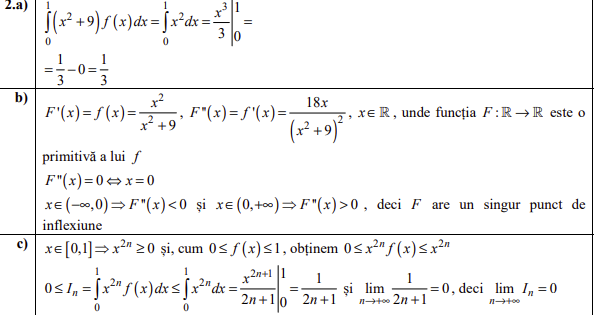 2.a) ∫₀¹(x² + 9) f(x)dx = ∫₀¹ x²dx = x³/3 |₀¹ =
= 1/3 − 0 = 1/3
b) F'(x) = f(x) = x²/(x² + 9), F''(x) = f'(x) = 18x/(x² + 9)², x ∈ ℝ, unde funcția F : ℝ → ℝ este o
primitivă a lui f
F''(x) = 0 ⇔ x = 0
x ∈ (−∞,0) ⇒ F''(x) < 0 și x ∈ (0,+∞) ⇒ F''(x) > 0 , deci F are un singur punct de
inflexiune
c) x ∈ [0,1] ⇒ x²ⁿ ≥ 0 și, cum 0 ≤ f(x) ≤ 1, obținem 0 ≤ x²ⁿ f(x) ≤ x²ⁿ
0 ≤ Iₙ = ∫₀¹ x²ⁿ f(x)dx ≤ ∫₀¹ x²ⁿ dx = x²ⁿ⁺¹/(2n+1) |₀¹ = 1/(2n+1) și lim n→+∞ 1/(2n+1) = 0, deci lim n→+∞ Iₙ = 0